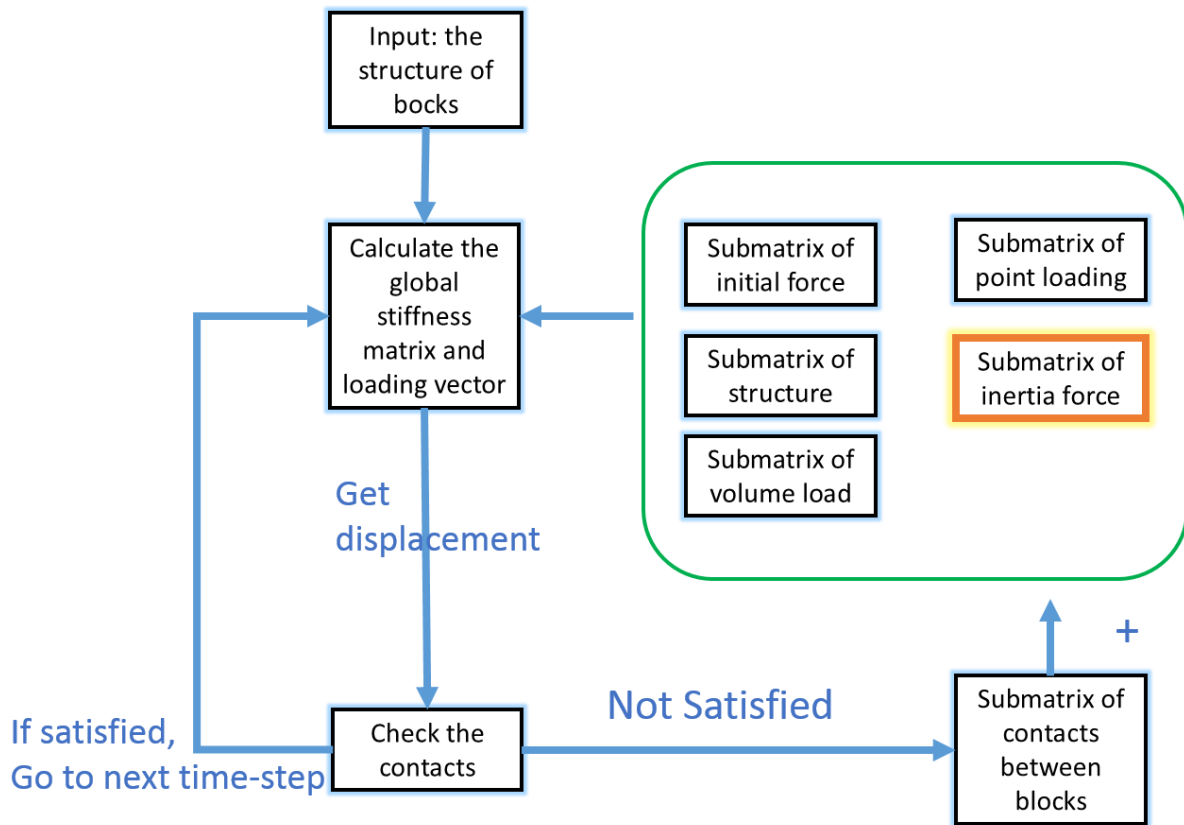 Input: the
structure of
bocks
Calculate the
global
stiffness
matrix and
loading vector
Submatrix of
initial force
Submatrix of
point loading
Submatrix of
structure
Submatrix of
inertia force
Submatrix of
volume load
Get
displacement
+
Not Satisfied
If satisfied,
Go to next time-step
Check the
contacts
Submatrix of
contacts
between
blocks